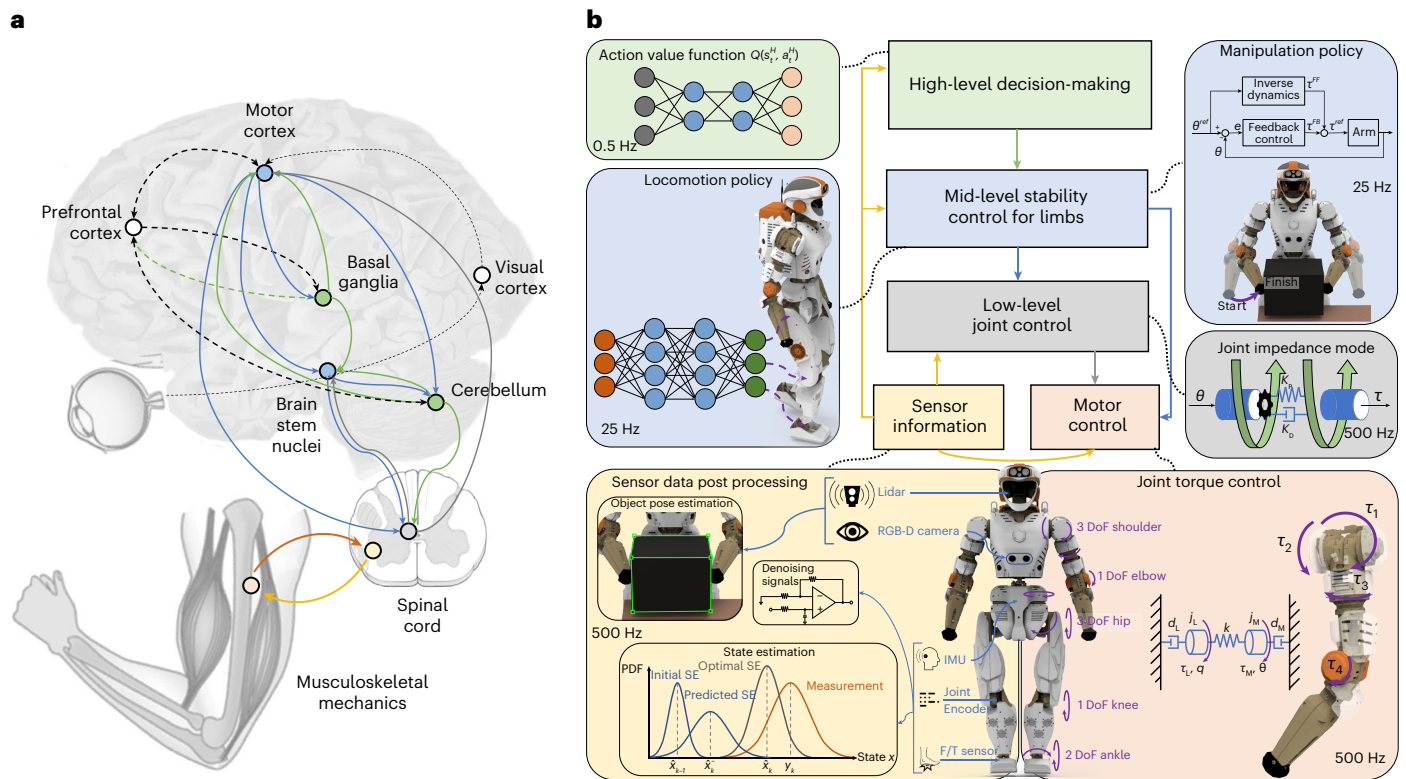 a
Motor
cortex
Prefrontal
cortex
Basal
ganglia
Visual
cortex
Cerebellum
Brain
stem
nuclei
Spinal
cord
Musculoskeletal
mechanics
b
Action value function Q(s_t^H, a_t^H)
0.5 Hz
High-level decision-making
Manipulation policy
Inverse
dynamics
τ^FF
θ^ref
+
−
e
Feedback
control
τ^FB
τ^ref
Arm
θ
25 Hz
Finish
Start
Locomotion policy
25 Hz
Mid-level stability
control for limbs
Low-level
joint control
Sensor
information
Motor
control
Joint impedance mode
θ
K_P
K_D
τ
500 Hz
Sensor data post processing
Object pose estimation
500 Hz
Denoising
signals
−
+
Lidar
RGB-D camera
IMU
Joint
Encoder
F/T sensor
State estimation
PDF
Initial SE
Predicted SE
Optimal SE
Measurement
State x
x̂_{k−1}
x̂_k^−
x̂_k
y_k
Joint torque control
3 DoF shoulder
1 DoF elbow
3 DoF hip
1 DoF knee
2 DoF ankle
d_L
j_L
k
j_M
d_M
τ_L, q
τ_M, θ
τ_1
τ_2
τ_3
τ_4
500 Hz